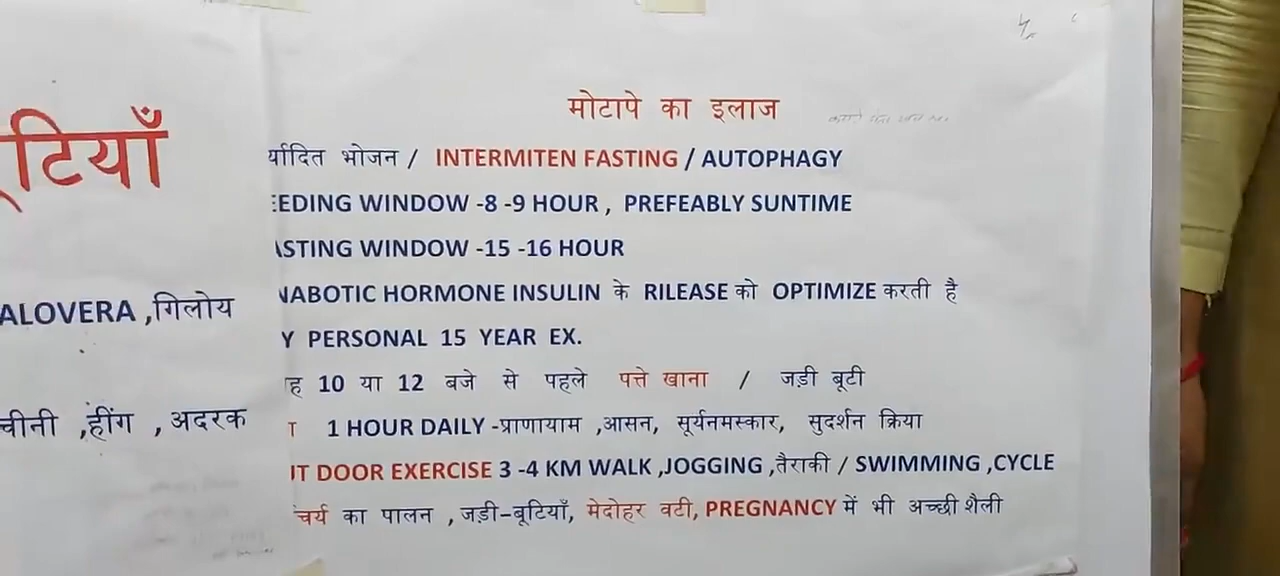 टियाँ
ALOVERA ,गिलोय
चीनी ,हींग , अदरक
मोटापे का इलाज
र्यादित भोजन / INTERMITEN FASTING / AUTOPHAGY
EEDING WINDOW -8 -9 HOUR , PREFEABLY SUNTIME
ASTING WINDOW -15 -16 HOUR
NABOTIC HORMONE INSULIN के RILEASE को OPTIMIZE करती है
Y PERSONAL 15 YEAR EX.
ह 10 या 12 बजे से पहले पत्ते खाना / जड़ी बूटी
T 1 HOUR DAILY -प्राणायाम ,आसन, सूर्यनमस्कार, सुदर्शन क्रिया
UT DOOR EXERCISE 3 -4 KM WALK ,JOGGING ,तैराकी / SWIMMING ,CYCLE
चर्य का पालन , जड़ी-बूटियाँ, मेदोहर वटी, PREGNANCY में भी अच्छी शैली